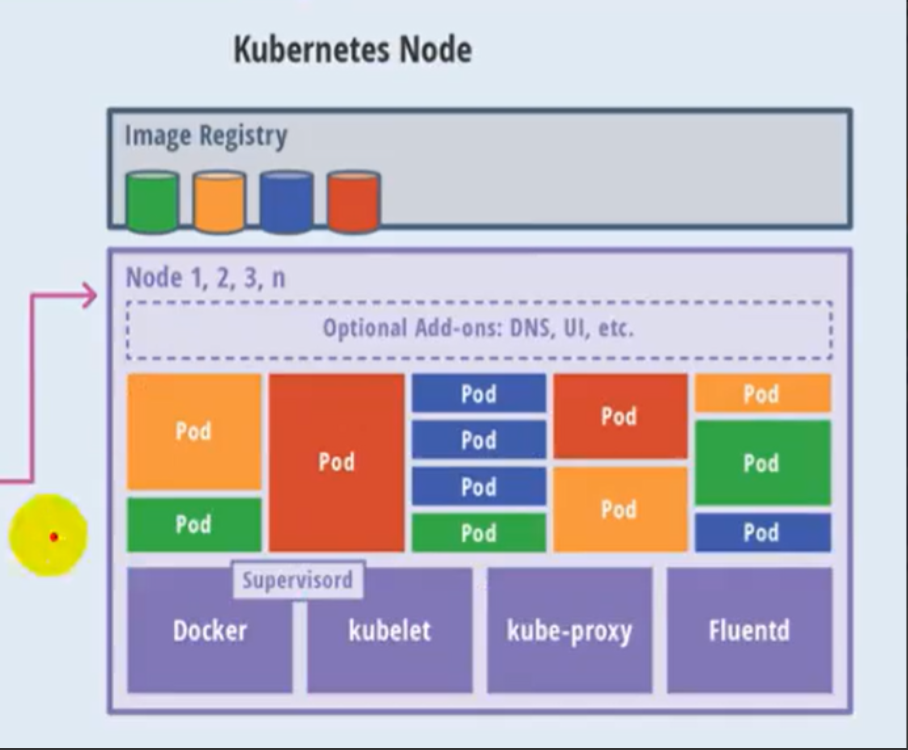 Kubernetes Node
Image Registry
Node 1, 2, 3, n
Optional Add-ons: DNS, UI, etc.
Pod
Pod
Pod
Pod
Pod
Pod
Pod
Pod
Pod
Pod
Pod
Pod
Supervisord
Docker
kubelet
kube-proxy
Fluentd